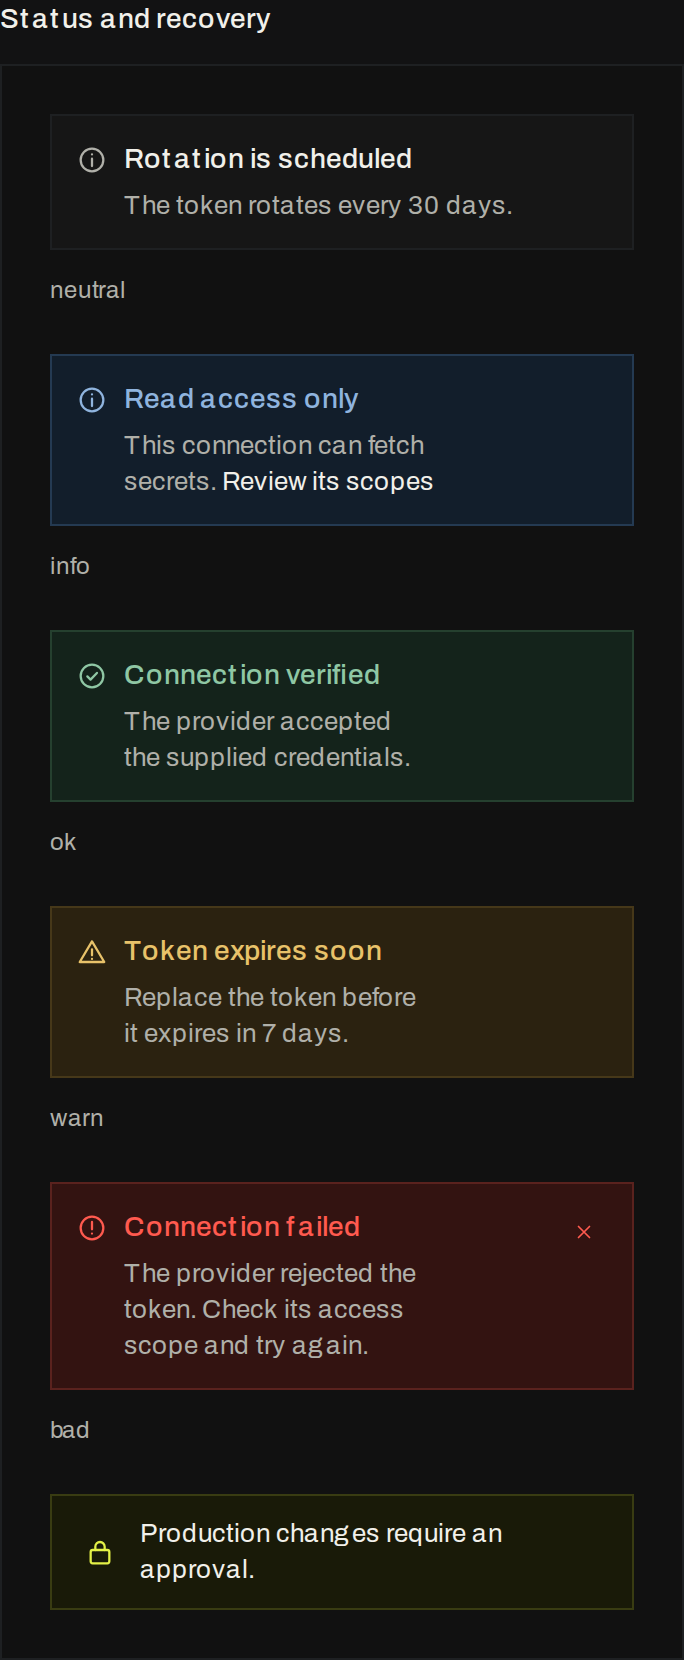 Status and recovery
Rotation is scheduled
The token rotates every 30 days.
neutral
Read access only
This connection can fetch
secrets. Review its scopes
info
Connection verified
The provider accepted
the supplied credentials.
ok
Token expires soon
Replace the token before
it expires in 7 days.
warn
Connection failed
The provider rejected the
token. Check its access
scope and try again.
bad
Production changes require an
approval.